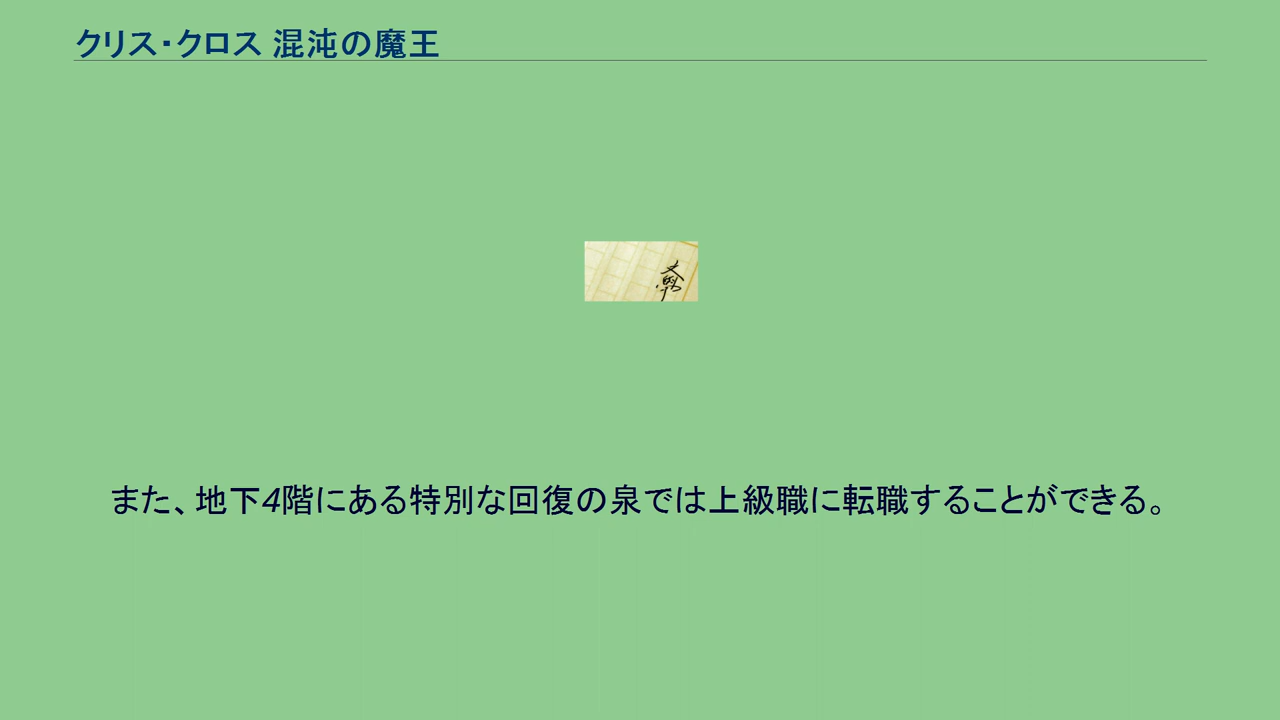 クリス・クロス 混沌の魔王
また、地下4階にある特別な回復の泉では上級職に転職することができる。